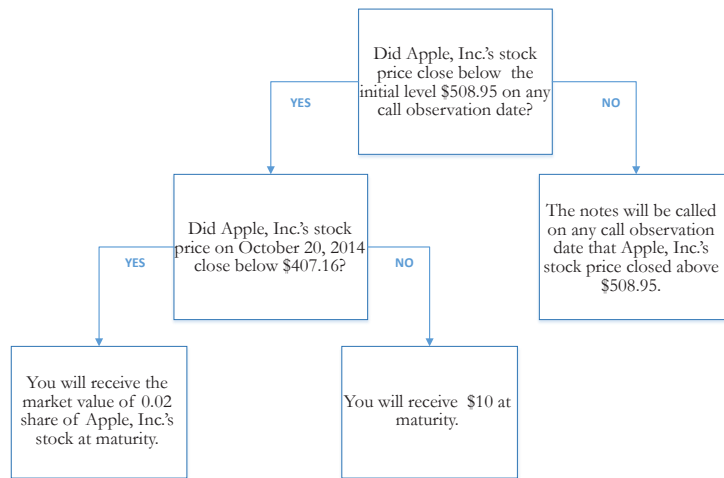 Did Apple, Inc.'s stock
price close below the
initial level $508.95 on any
call observation date?
YES
NO
Did Apple, Inc.'s stock
price on October 20, 2014
close below $407.16?
The notes will be called
on any call observation
date that Apple, Inc.'s
stock price closed above
$508.95.
YES
NO
You will receive the
market value of 0.02
share of Apple, Inc.'s
stock at maturity.
You will receive $10 at
maturity.